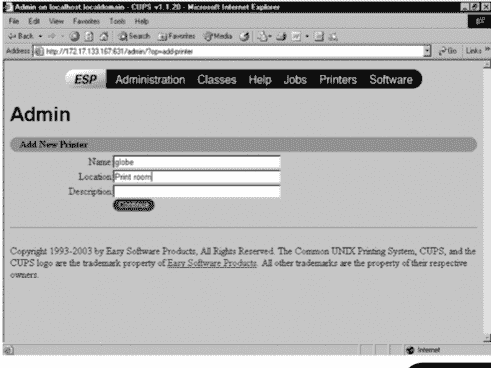 Admin on localhost.localdomain - CUPS v1.1.20 - Microsoft Internet Explorer
File Edit View Favorites Tools Help
Back Search Favorites Media
Address http://172.17.133.167:631/admin/?op=add-printer Go Links »
ESP Administration Classes Help Jobs Printers Software
Admin
Add New Printer
Name: globe
Location: Print room
Description:
Continue
Copyright 1993-2003 by Easy Software Products, All Rights Reserved. The Common UNIX Printing System, CUPS, and the
CUPS logo are the trademark property of Easy Software Products. All other trademarks are the property of their respective
owners.
Internet